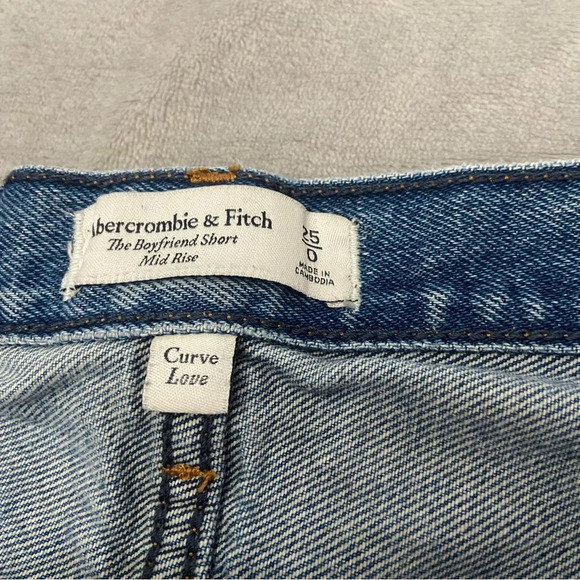 Abercrombie & Fitch
The Boyfriend Short
Mid Rise
25
0
MADE IN
CAMBODIA
Curve
Love